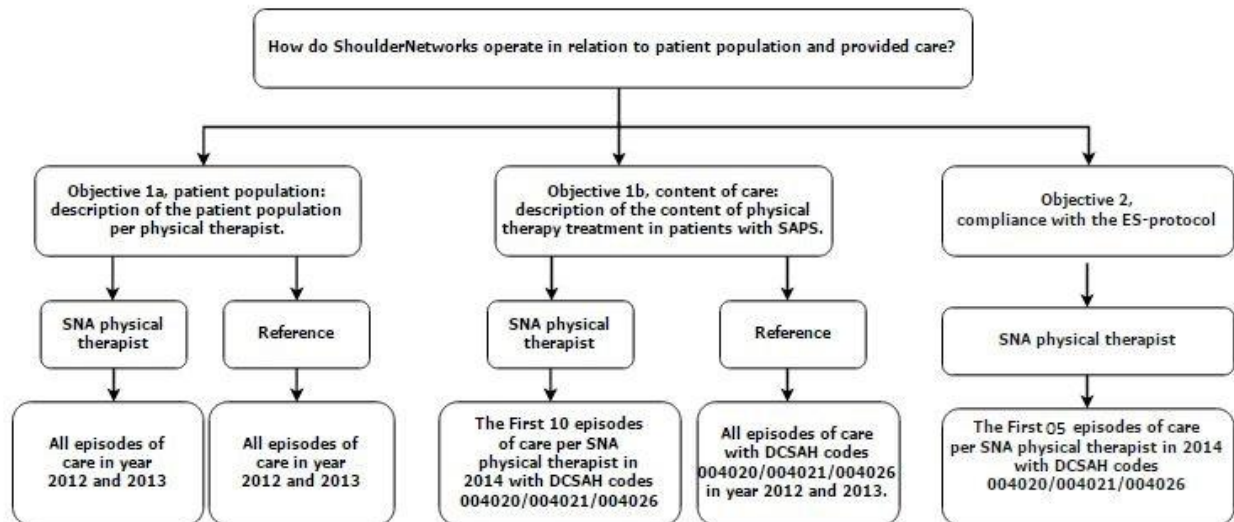 How do ShoulderNetworks operate in relation to patient population and provided care?
Objective 1a, patient population:
description of the patient population
per physical therapist.
Objective 1b, content of care:
description of the content of physical
therapy treatment in patients with SAPS.
Objective 2,
compliance with the ES-protocol
SNA physical
therapist
Reference
SNA physical
therapist
Reference
SNA physical therapist
All episodes of
care in year
2012 and 2013
All episodes of
care in year
2012 and 2013
The First 10 episodes
of care per SNA
physical therapist in
2014 with DCSAH codes
004020/004021/004026
All episodes of care
with DCSAH codes
004020/004021/004026
in year 2012 and 2013.
The First 05 episodes of care
per SNA physical therapist in 2014
with DCSAH codes
004020/004021/004026